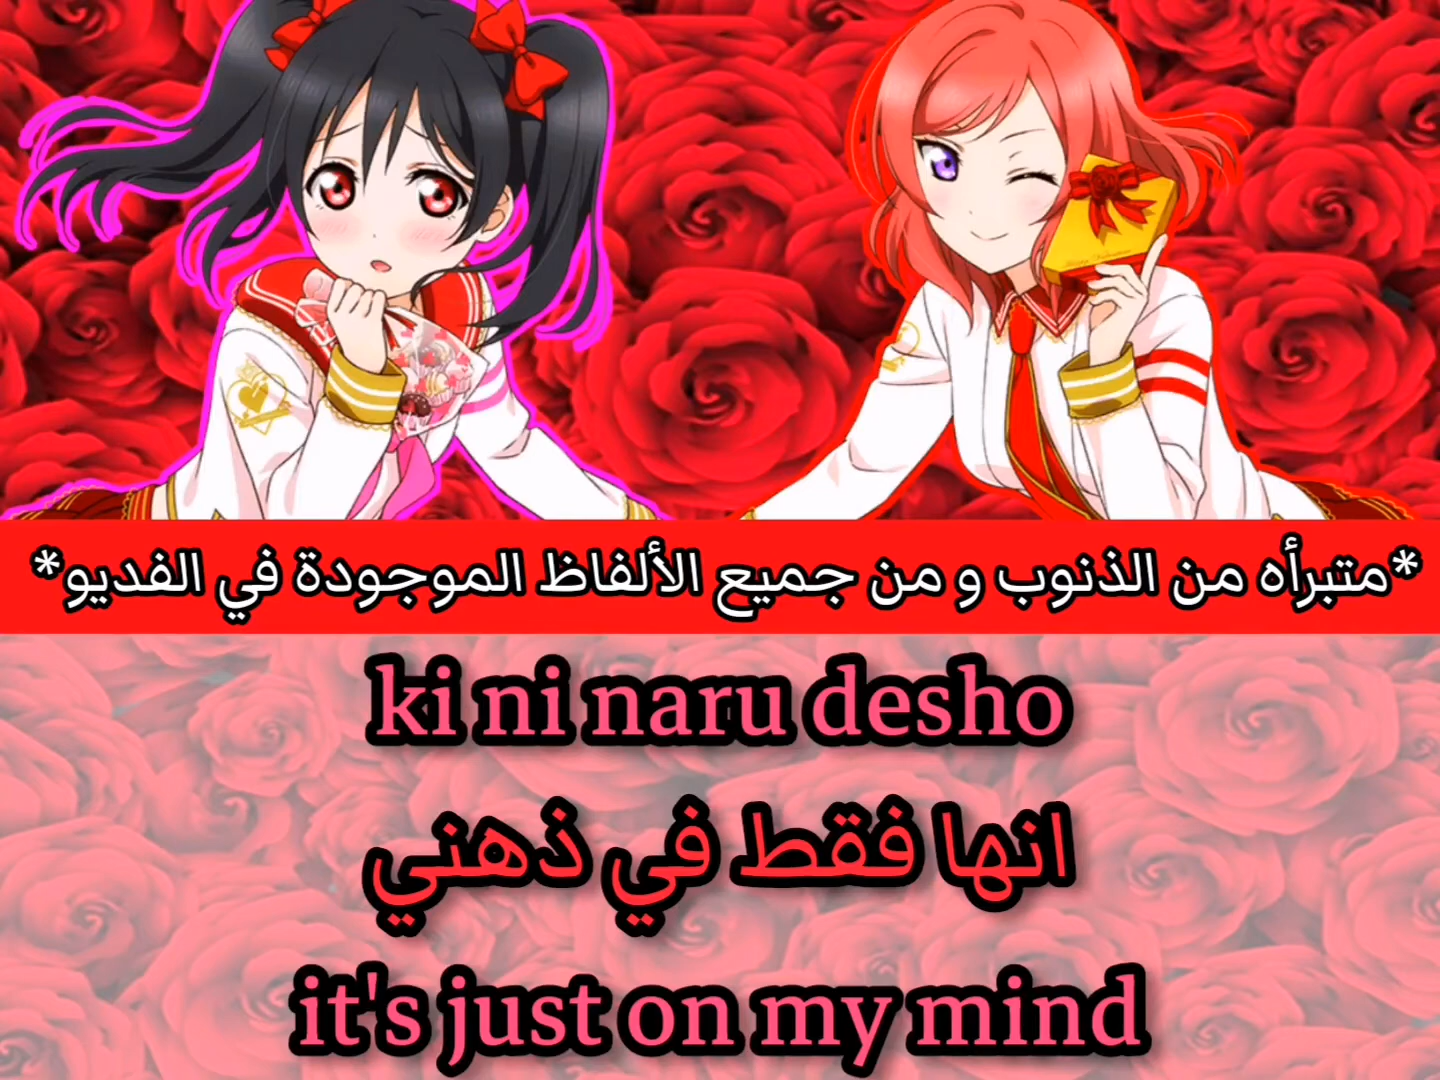 *متبرأه من الذنوب و من جميع الألفاظ الموجودة في الفديو*
ki ni naru desho
انها فقط في ذهني
it's just on my mind